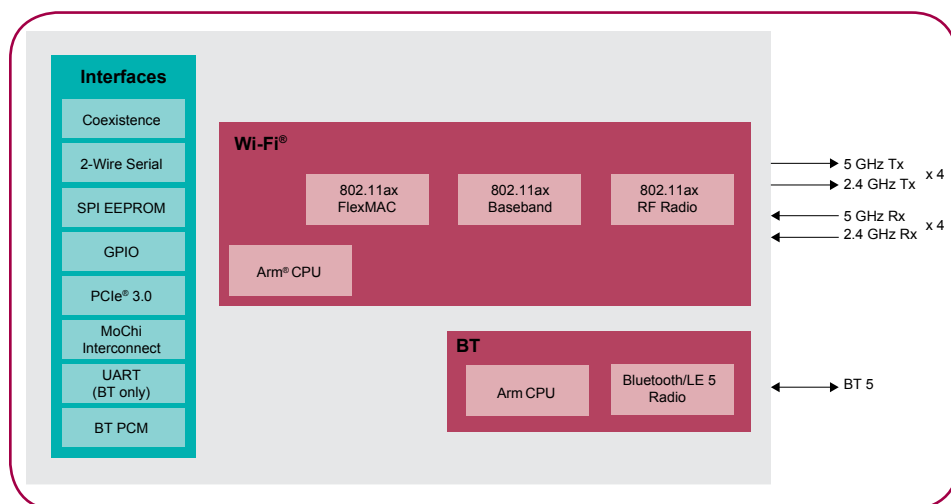 Interfaces
Coexistence
2-Wire Serial
SPI EEPROM
GPIO
PCIe® 3.0
MoChi
Interconnect
UART
(BT only)
BT PCM
Wi-Fi®
802.11ax
FlexMAC
802.11ax
Baseband
802.11ax
RF Radio
Arm® CPU
BT
Arm CPU
Bluetooth/LE 5
Radio
5 GHz Tx
2.4 GHz Tx
x 4
5 GHz Rx
2.4 GHz Rx
x 4
BT 5